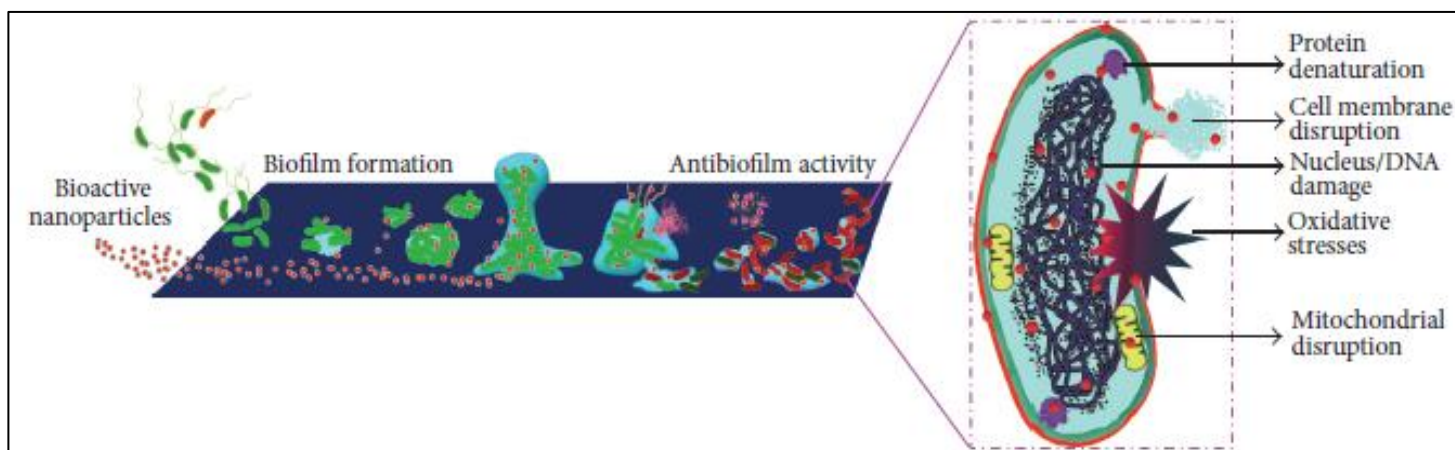 Bioactive
nanoparticles
Biofilm formation
Antibiofilm activity
Protein
denaturation
Cell membrane
disruption
Nucleus/DNA
damage
Oxidative
stresses
Mitochondrial
disruption